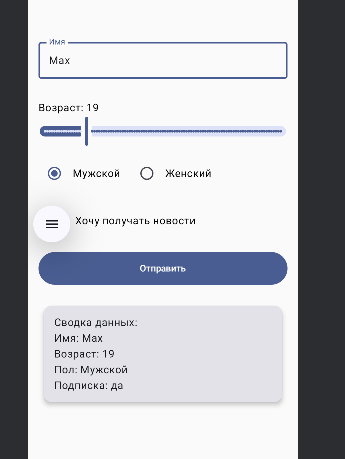 Имя
Max
Возраст: 19
Мужской Женский
Хочу получать новости
Отправить
Сводка данных:
Имя: Max
Возраст: 19
Пол: Мужской
Подписка: да